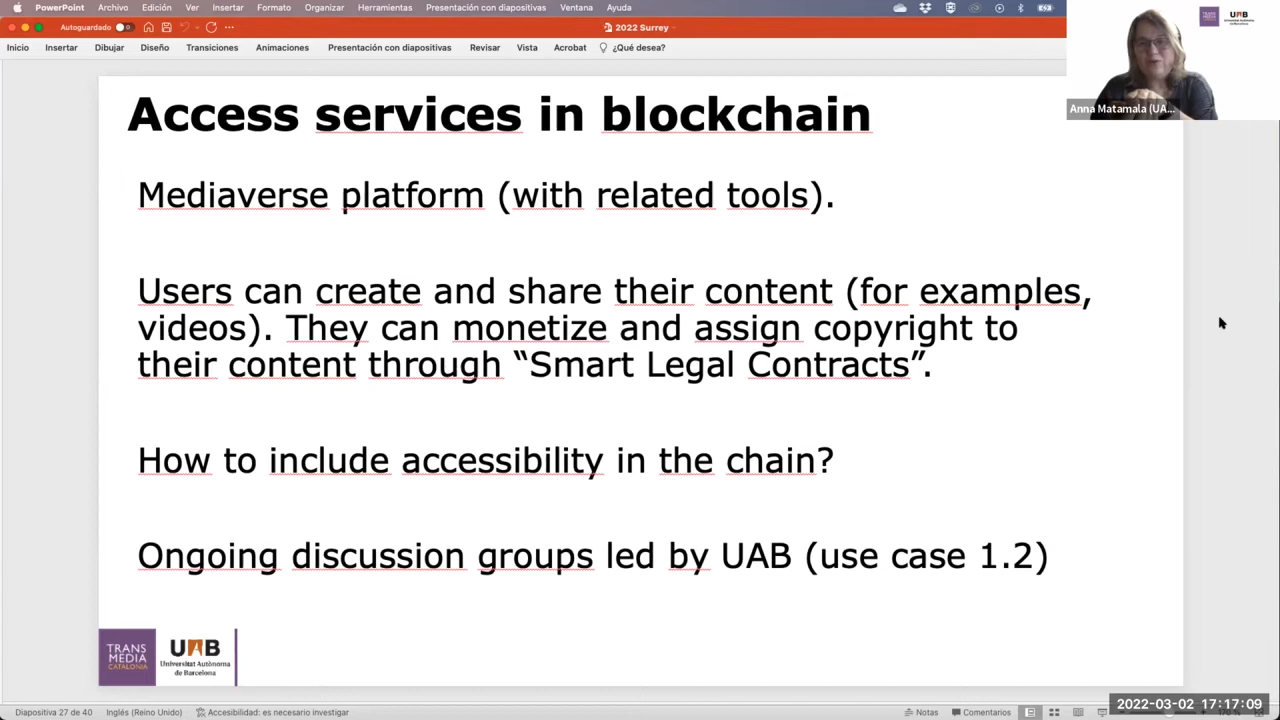 PowerPoint Archivo Edición Ver Insertar Formato Organizar Herramientas Presentación con diapositivas Ventana Ayuda
Autoguardado
2022 Surrey
Inicio Insertar Dibujar Diseño Transiciones Animaciones Presentación con diapositivas Revisar Vista Acrobat ¿Qué desea?
Anna Matamala (UA...
Access services in blockchain
Mediaverse platform (with related tools).
Users can create and share their content (for examples,
videos). They can monetize and assign copyright to
their content through “Smart Legal Contracts”.
How to include accessibility in the chain?
Ongoing discussion groups led by UAB (use case 1.2)
TRANS
MEDIA
CATALONIA
UAB
Universitat Autònoma
de Barcelona
Diapositiva 27 de 40 Inglés (Reino Unido) Accesibilidad: es necesario investigar Notas Comentarios
2022-03-02 17:17:09